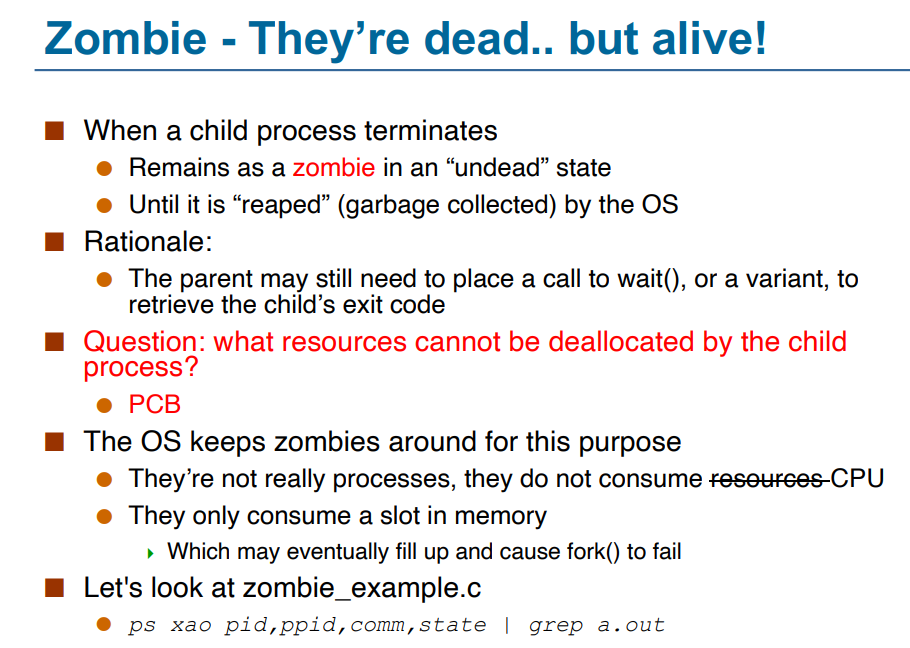 Zombie - They’re dead.. but alive!
When a child process terminates
Remains as a zombie in an “undead” state
Until it is “reaped” (garbage collected) by the OS
Rationale:
The parent may still need to place a call to wait(), or a variant, to
retrieve the child’s exit code
Question: what resources cannot be deallocated by the child
process?
PCB
The OS keeps zombies around for this purpose
They’re not really processes, they do not consume resources CPU
They only consume a slot in memory
Which may eventually fill up and cause fork() to fail
Let's look at zombie_example.c
ps xao pid,ppid,comm,state | grep a.out